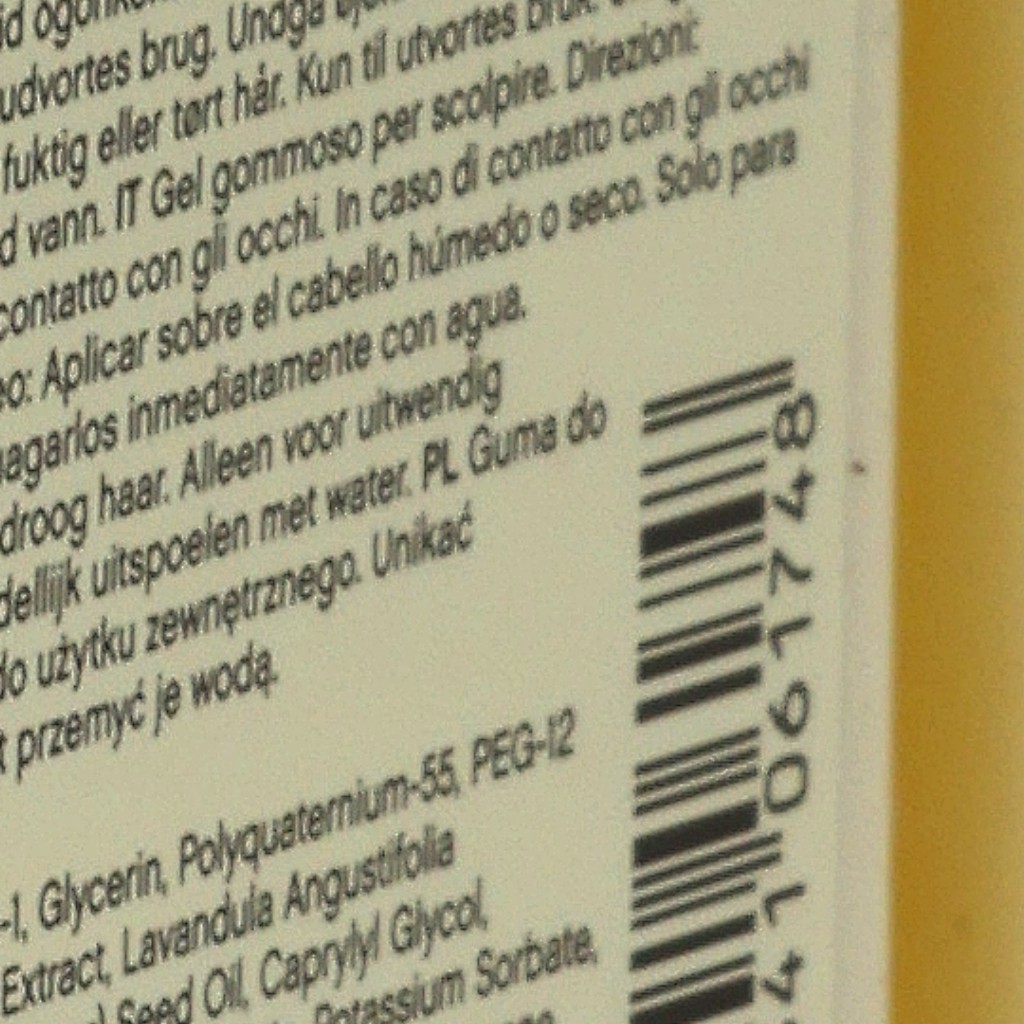 udvortes brug. Undgå
fuktig eller tørt hår. Kun til utvortes bruk.
d vann. IT Gel gommoso per scolpire. Direzioni:
contatto con gli occhi. In caso di contatto con gli occhi
eo: Aplicar sobre el cabello húmedo o seco. Solo para
agarlos inmediatamente con agua.
droog haar. Alleen voor uitwendig
dellijk uitspoelen met water. PL Guma do
do użytku zewnętrznego. Unikać
t przemyć je wodą.
-1, Glycerin, Polyquaternium-55, PEG-12
Extract, Lavandula Angustifolia
Seed Oil, Caprylyl Glycol,
Potassium Sorbate,
4 1 0 6 1 7 4 8